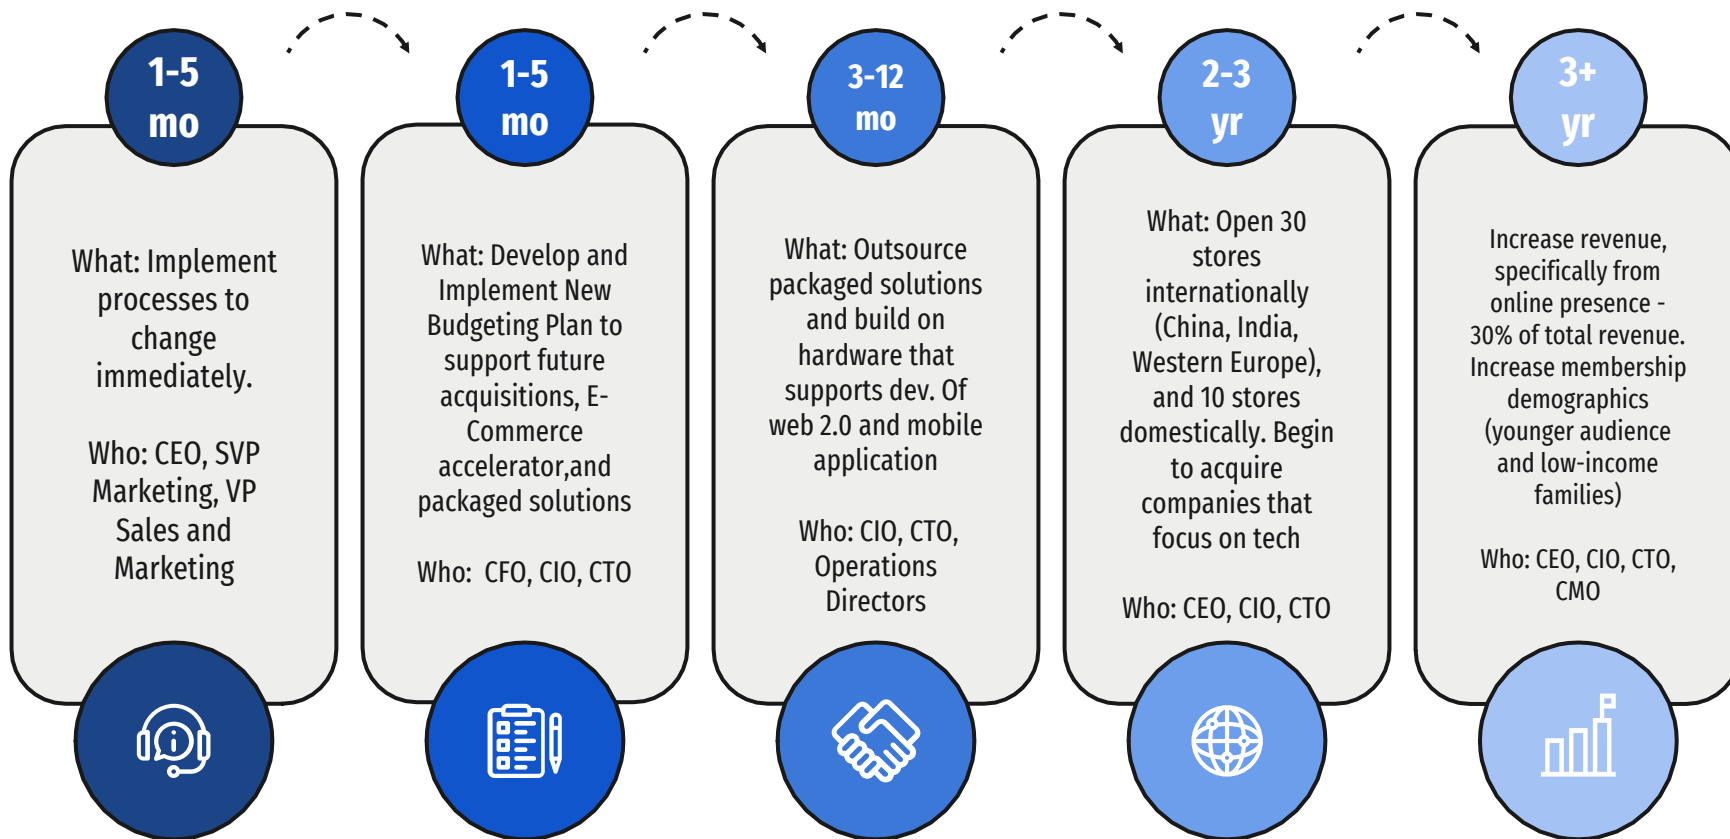 1-5
mo
What: Implement
processes to
change
immediately.
Who: CEO, SVP
Marketing, VP
Sales and
Marketing
1-5
mo
What: Develop and
Implement New
Budgeting Plan to
support future
acquisitions, E-
Commerce
accelerator,and
packaged solutions
Who:  CFO, CIO, CTO
3-12
mo
What: Outsource
packaged solutions
and build on
hardware that
supports dev. Of
web 2.0 and mobile
application
Who: CIO, CTO,
Operations
Directors
2-3
yr
What: Open 30
stores
internationally
(China, India,
Western Europe),
and 10 stores
domestically. Begin
to acquire
companies that
focus on tech
Who: CEO, CIO, CTO
3+
yr
Increase revenue,
specifically from
online presence -
30% of total revenue.
Increase membership
demographics
(younger audience
and low-income
families)
Who: CEO, CIO, CTO,
CMO